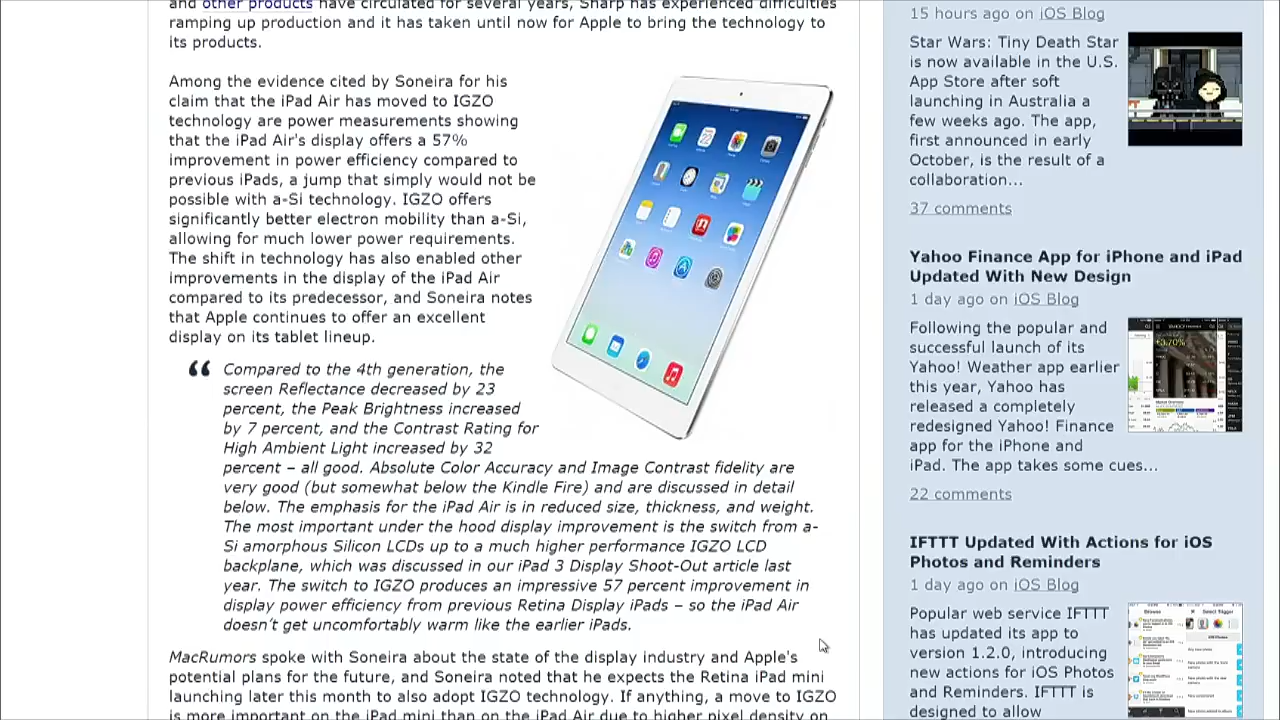 and other products have circulated for several years, Sharp has experienced difficulties
ramping up production and it has taken until now for Apple to bring the technology to
its products.
Among the evidence cited by Soneira for his
claim that the iPad Air has moved to IGZO
technology are power measurements showing
that the iPad Air's display offers a 57%
improvement in power efficiency compared to
previous iPads, a jump that simply would not be
possible with a-Si technology. IGZO offers
significantly better electron mobility than a-Si,
allowing for much lower power requirements.
The shift in technology has also enabled other
improvements in the display of the iPad Air
compared to its predecessor, and Soneira notes
that Apple continues to offer an excellent
display on its tablet lineup.
“ Compared to the 4th generation, the
screen Reflectance decreased by 23
percent, the Peak Brightness increased
by 7 percent, and the Contrast Rating for
High Ambient Light increased by 32
percent – all good. Absolute Color Accuracy and Image Contrast fidelity are
very good (but somewhat below the Kindle Fire) and are discussed in detail
below. The emphasis for the iPad Air is in reduced size, thickness, and weight.
The most important under the hood display improvement is the switch from a-
Si amorphous Silicon LCDs up to a much higher performance IGZO LCD
backplane, which was discussed in our iPad 3 Display Shoot-Out article last
year. The switch to IGZO produces an impressive 57 percent improvement in
display power efficiency from previous Retina Display iPads – so the iPad Air
doesn't get uncomfortably warm like the earlier iPads.
MacRumors spoke with Soneira about the state of the display industry and Apple's
potential plans for the future, and Soneira noted that he expects the Retina iPad mini
launching later this month to use the same technology. If anything, the shift to IGZO
is more important for the
15 hours ago on iOS Blog
Star Wars: Tiny Death Star
is now available in the U.S.
App Store after soft
launching in Australia a
few weeks ago. The app,
first announced in early
October, is the result of a
collaboration...
37 comments
Yahoo Finance App for iPhone and iPad
Updated With New Design
1 day ago on iOS Blog
Following the popular and
successful launch of its
Yahoo Weather app earlier
this year, Yahoo has
released a completely
redesigned Yahoo! Finance
app for the iPhone and
iPad. The app takes some cues...
22 comments
IFTTT Updated With Actions for iOS
Photos and Reminders
1 day ago on iOS Blog
Popular web service IFTTT
updated its app to
version 1.2.0, introducing
new actions for iOS Photos
and Reminders. IFTTT is
to allow
Browse
Select Trigger